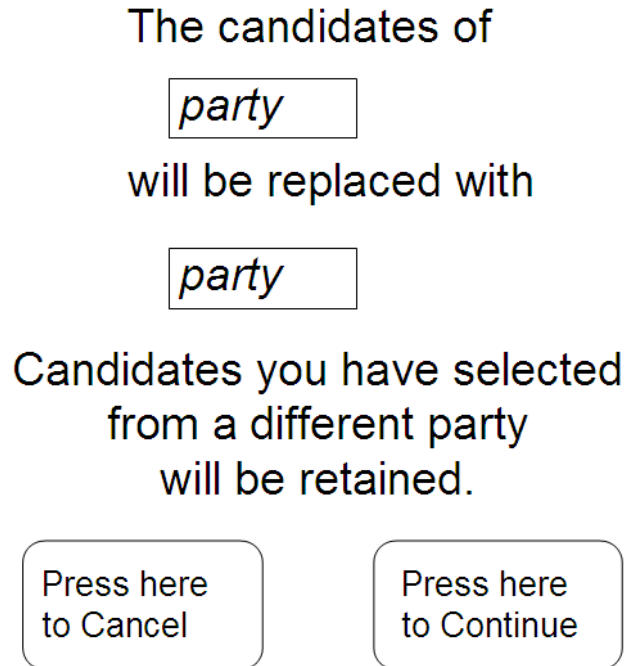 The candidates of
party
will be replaced with
party
Candidates you have selected
from a different party
will be retained.
Press here
to Cancel
Press here
to Continue